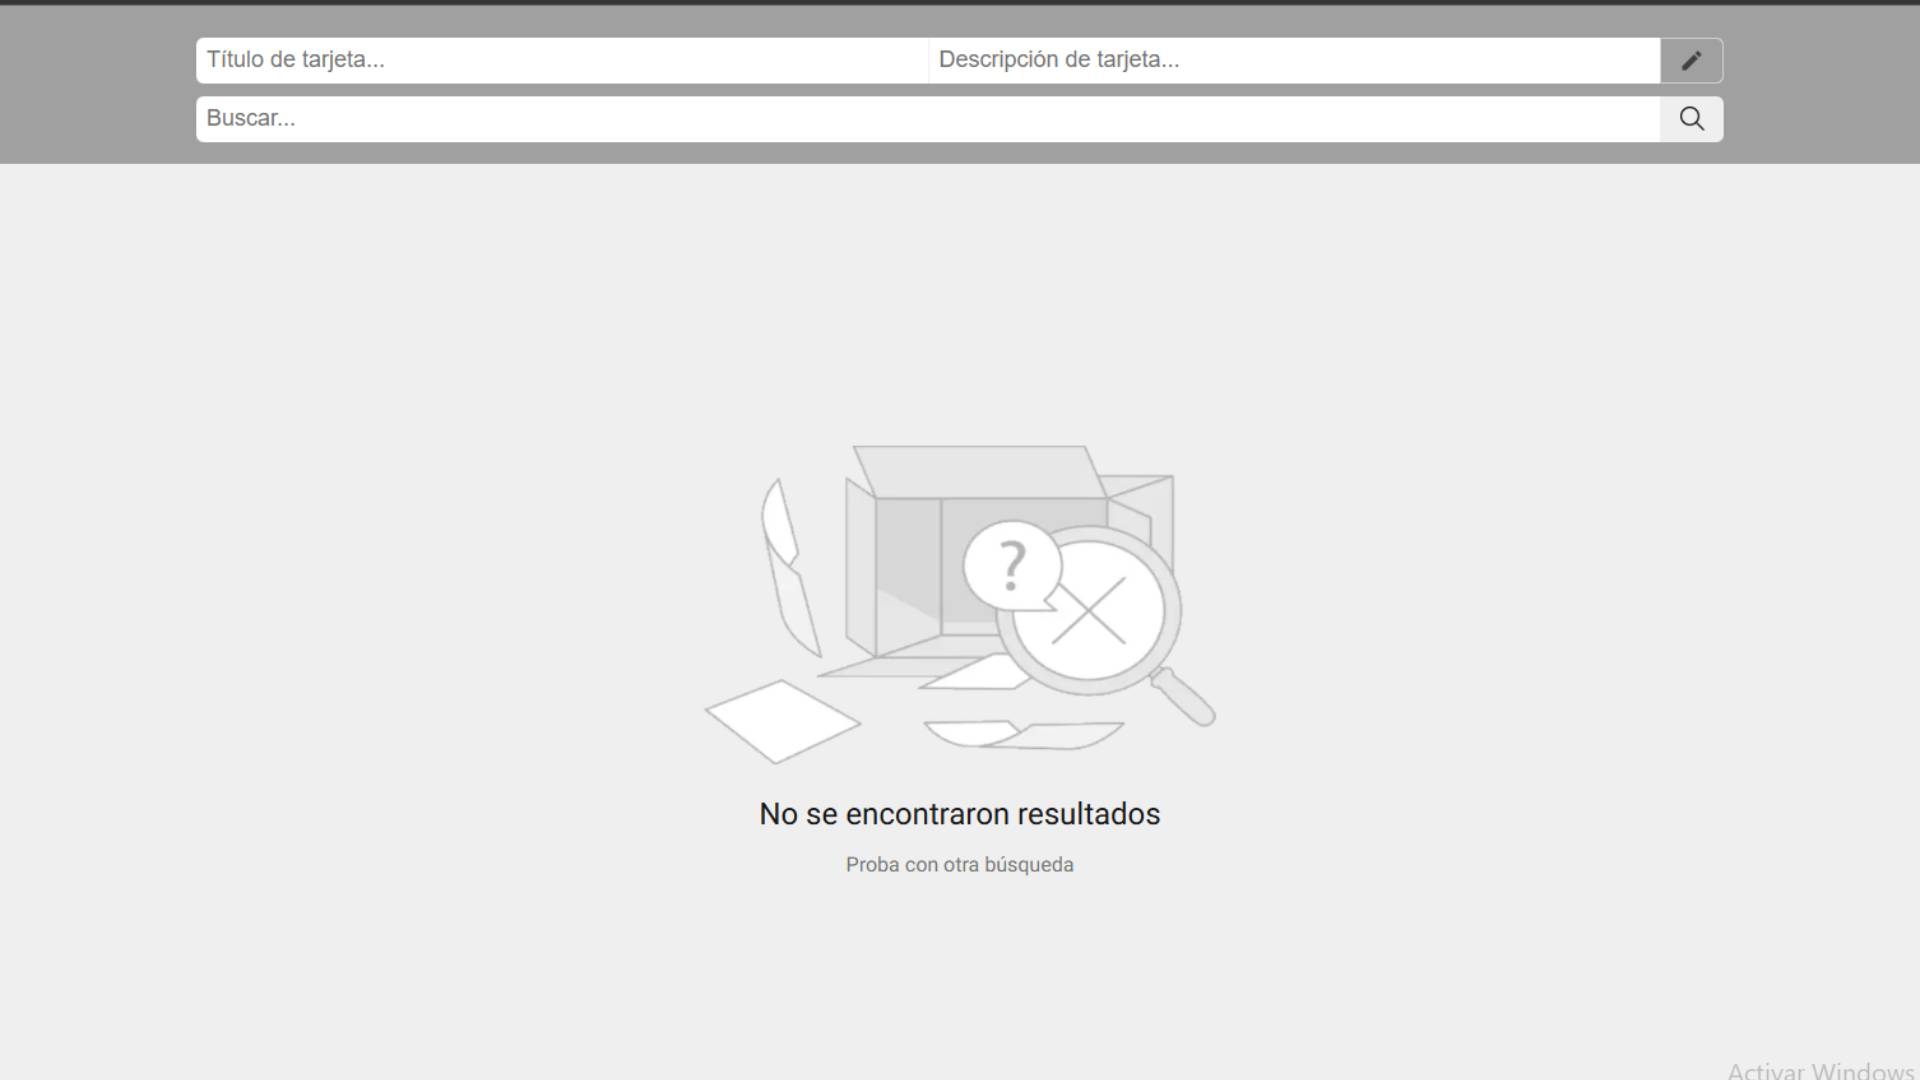 Título de tarjeta...
Descripción de tarjeta...
Buscar...
?
No se encontraron resultados
Proba con otra búsqueda
Activar Windows